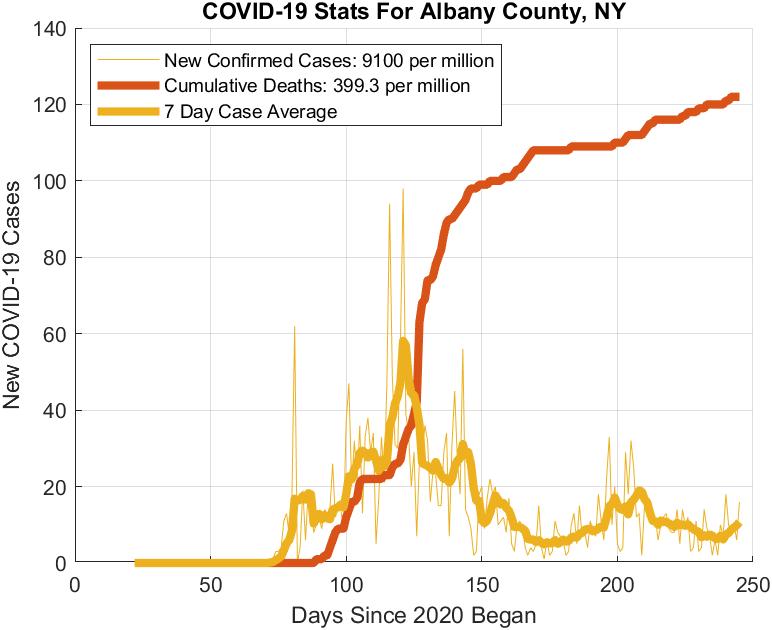 COVID-19 Stats For Albany County, NY
New Confirmed Cases: 9100 per million
Cumulative Deaths: 399.3 per million
7 Day Case Average
New COVID-19 Cases
140
120
100
80
60
40
20
0
0 50 100 150 200 250
Days Since 2020 Began